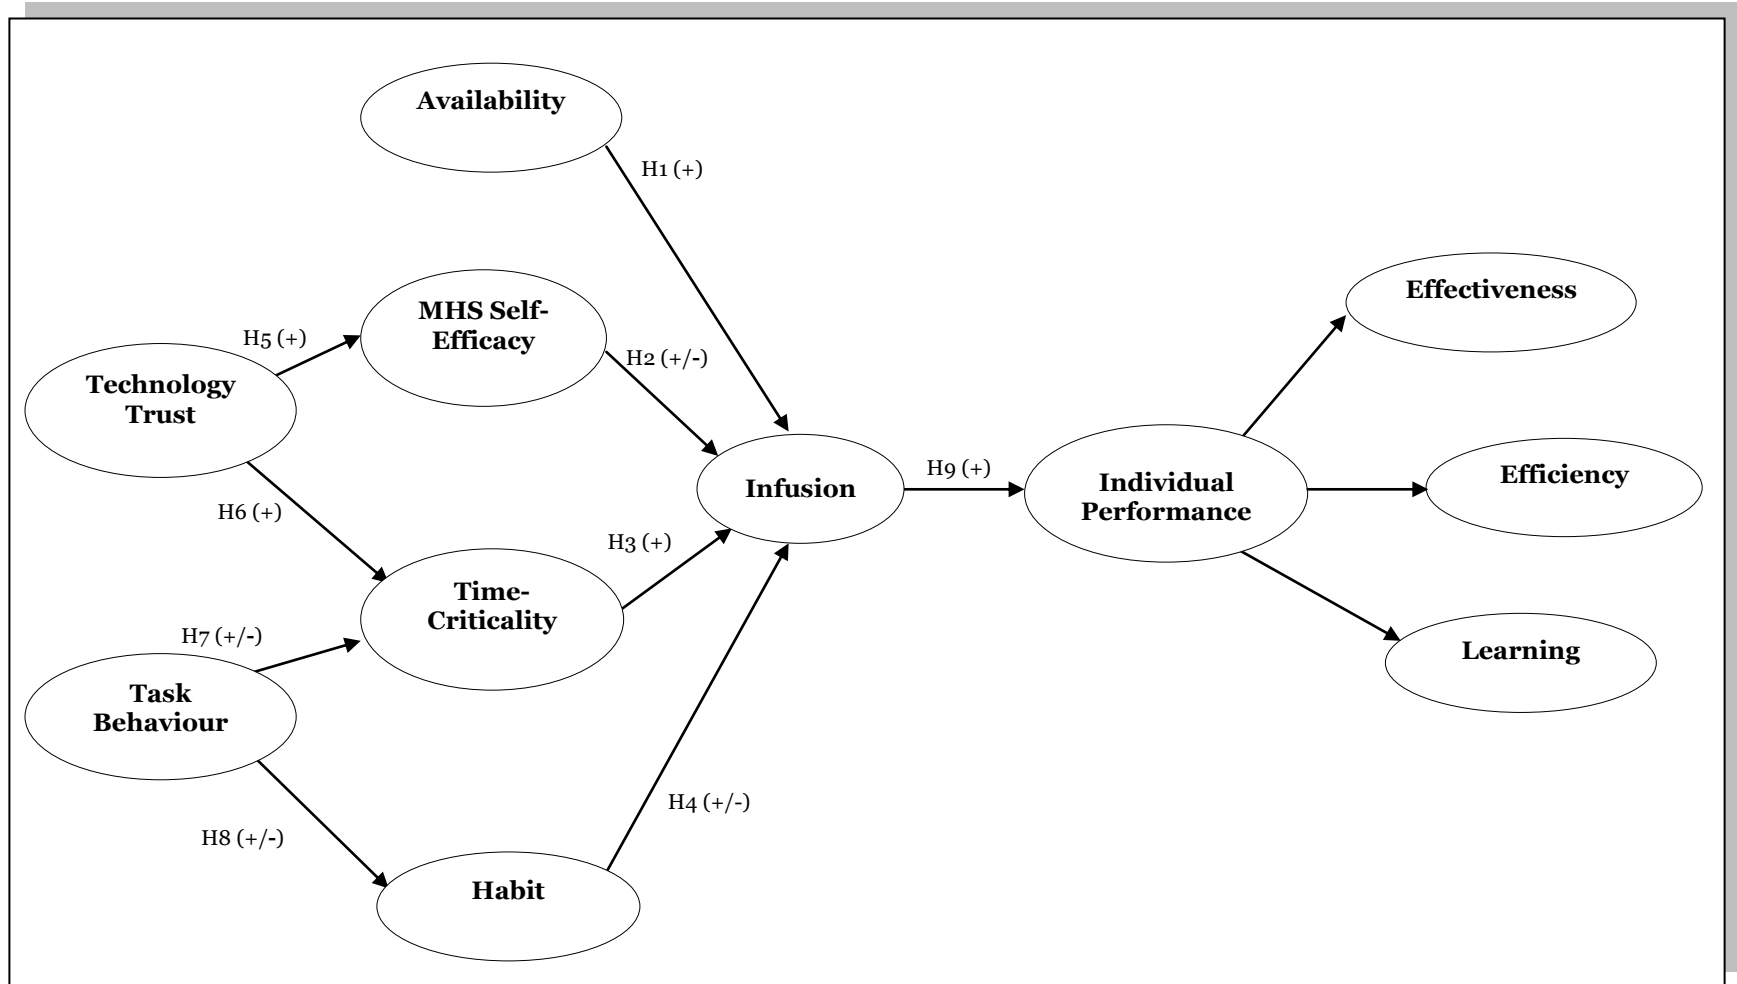 Availability
H1 (+)
MHS Self-
Efficacy
H5 (+)
H2 (+/-)
Technology
Trust
H6 (+)
Time-
Criticality
H3 (+)
H7 (+/-)
Task
Behaviour
H8 (+/-)
Habit
H4 (+/-)
Infusion
H9 (+)
Individual
Performance
Effectiveness
Efficiency
Learning